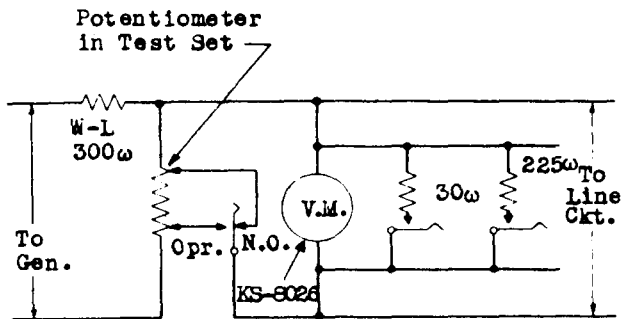 Potentiometer
in Test Set
W-L
300ω
To
Gen.
Opr.
N.O.
V.M.
KS-8026
30ω
225ω
To
Line
Ckt.